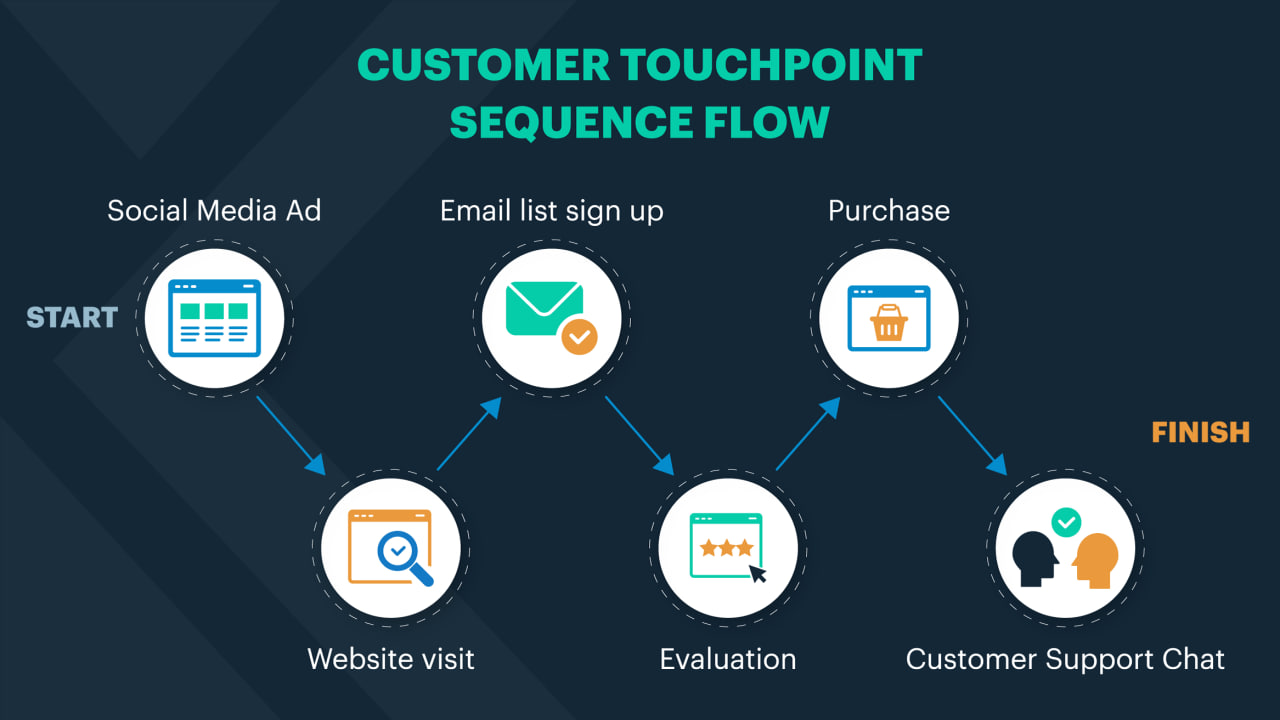 CUSTOMER TOUCHPOINT
SEQUENCE FLOW
Social Media Ad
Email list sign up
Purchase
START
FINISH
Website visit
Evaluation
Customer Support Chat